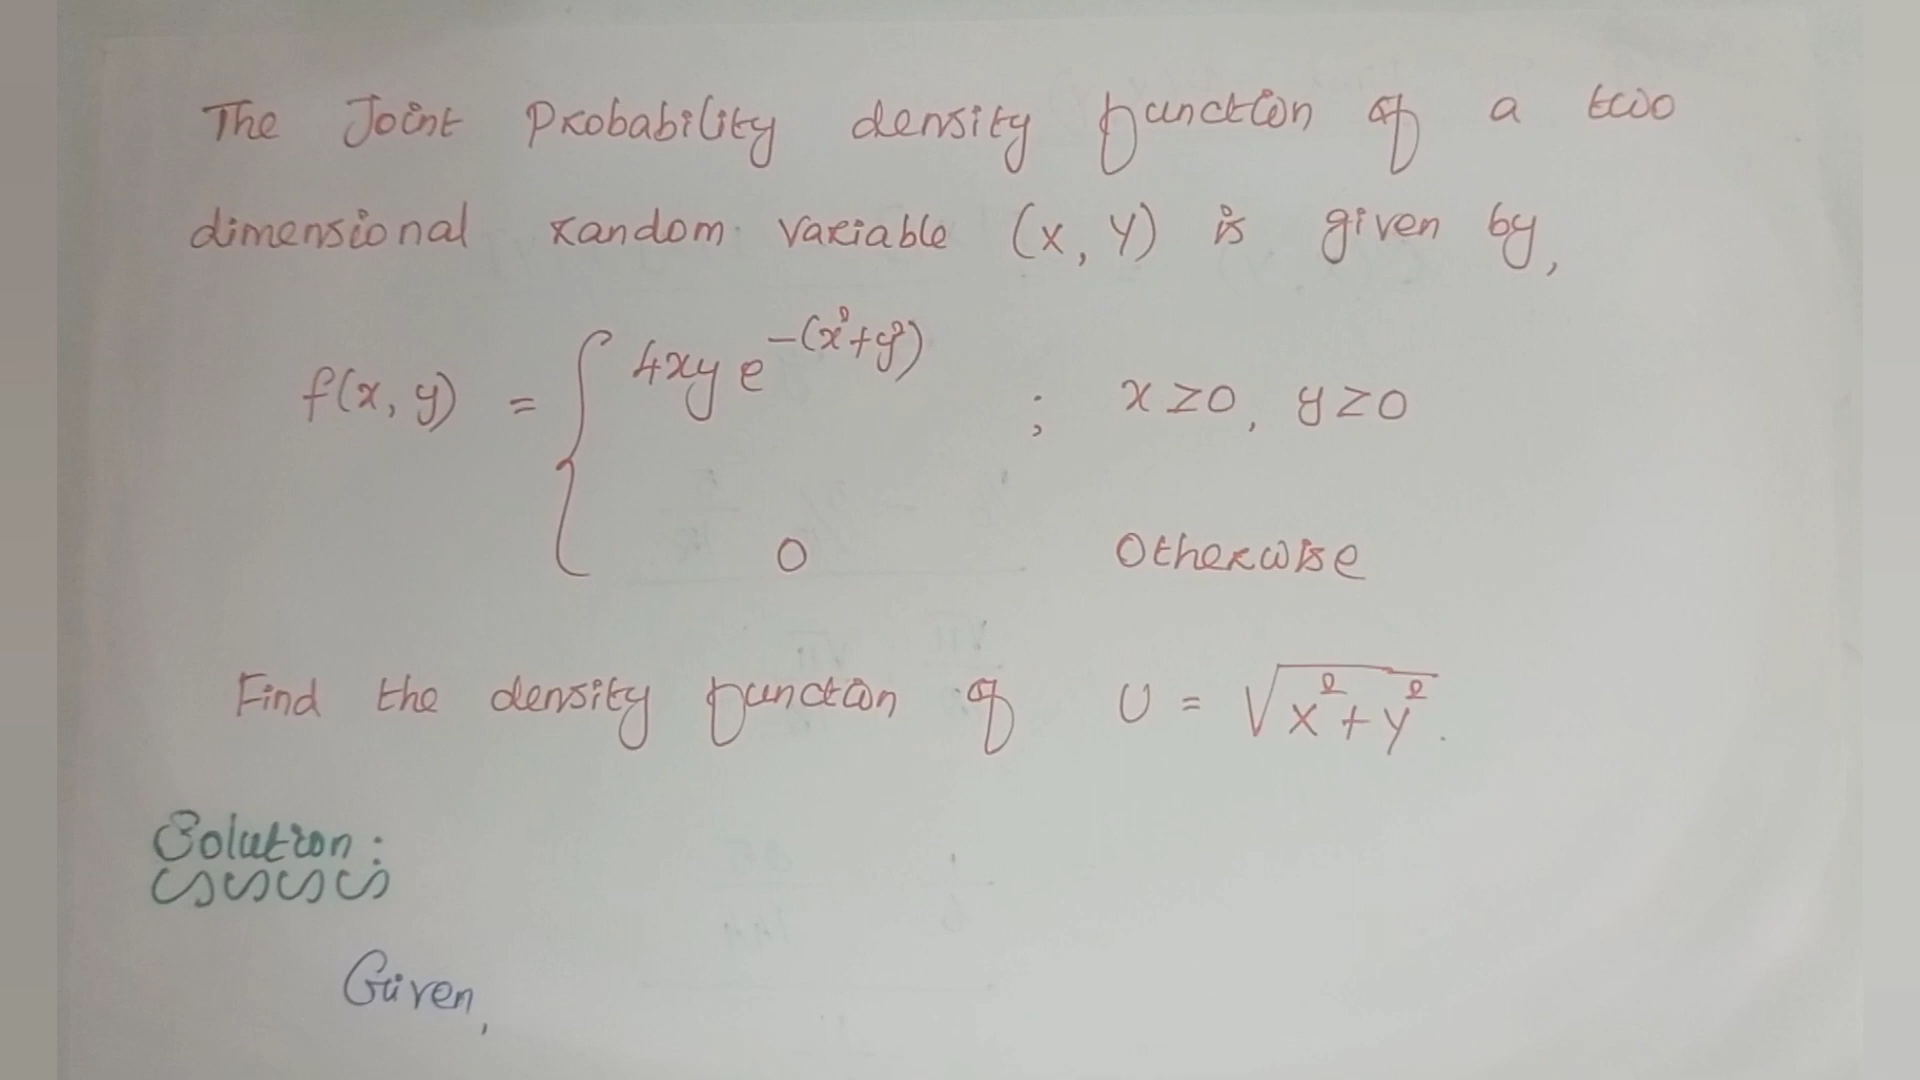 The Joint Probability density function of a two
dimensional random variable (X, Y) is given by,
f(x, y) = { 4xy e^{-(x²+y²)} ; x ≥ 0, y ≥ 0
0 Otherwise
Find the density function of U = √(X²+Y²).
Solution:
Given,